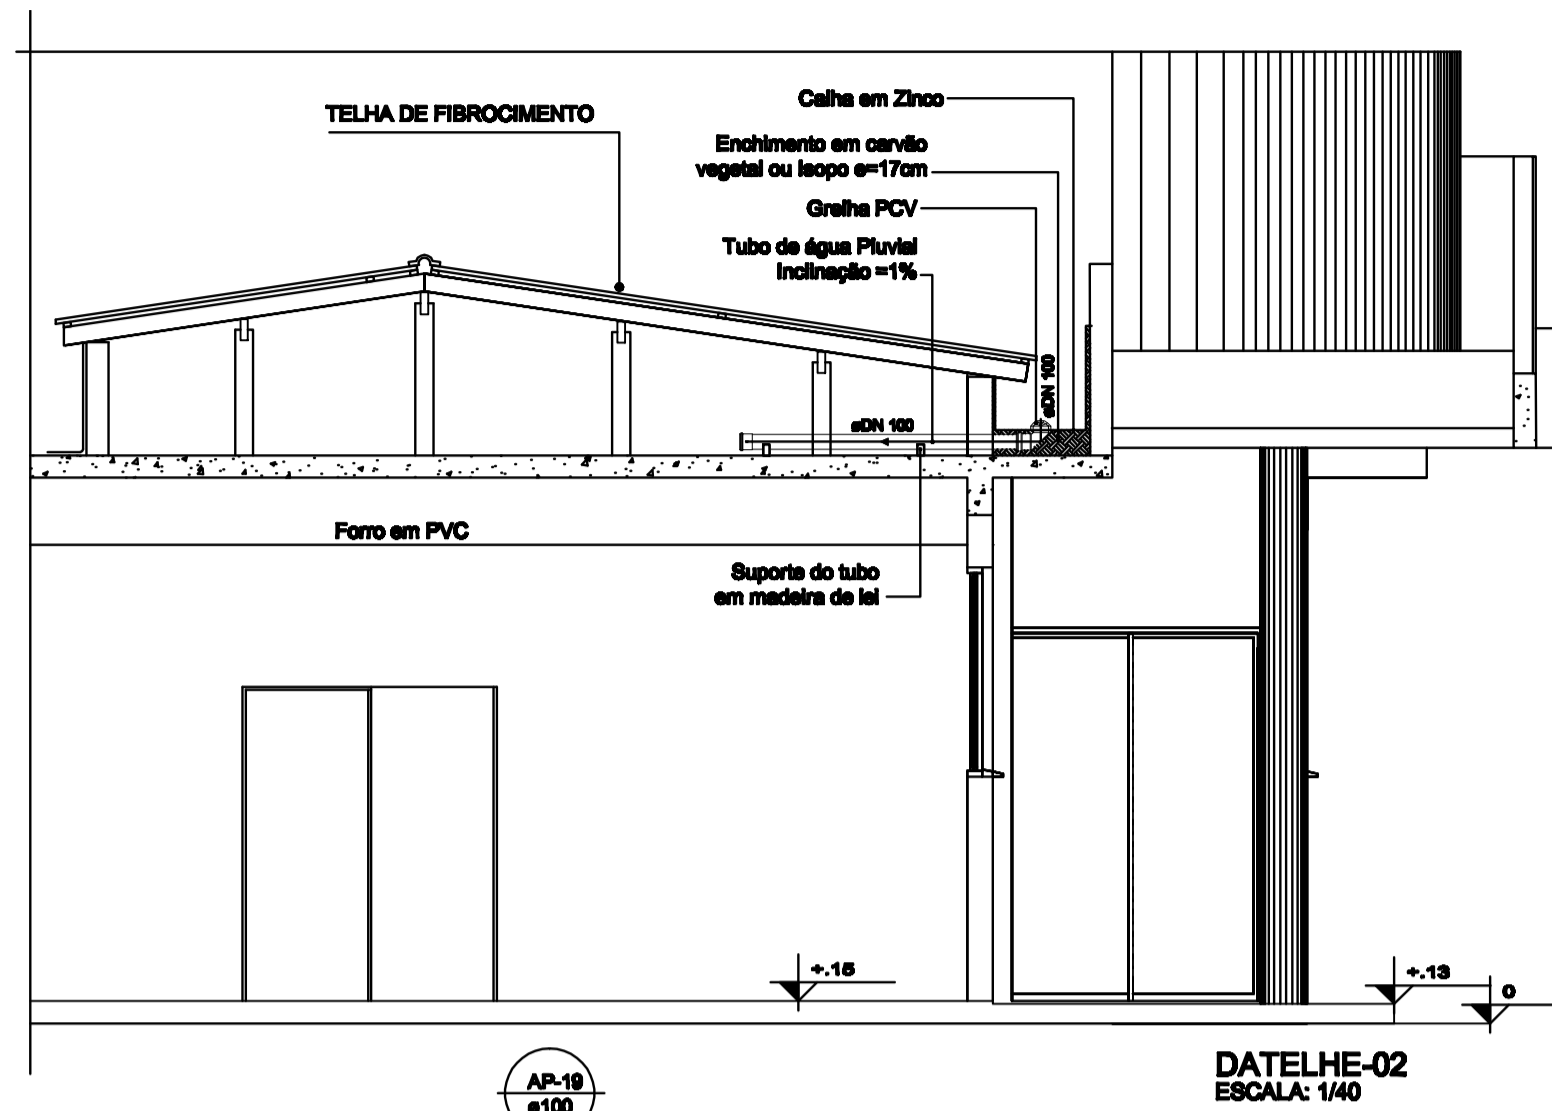 Calha em Zinco
TELHA DE FIBROCIMENTO
Enchimento em carvão
vegetal ou isopo e=17cm
Grelha PCV
Tubo de água Pluvial
Inclinação =1%
øDN 100
øDN 100
Forro em PVC
Suporte do tubo
em madeira de lei
+.15
+.13
0
DATELHE-02
ESCALA: 1/40
AP-19
ø100